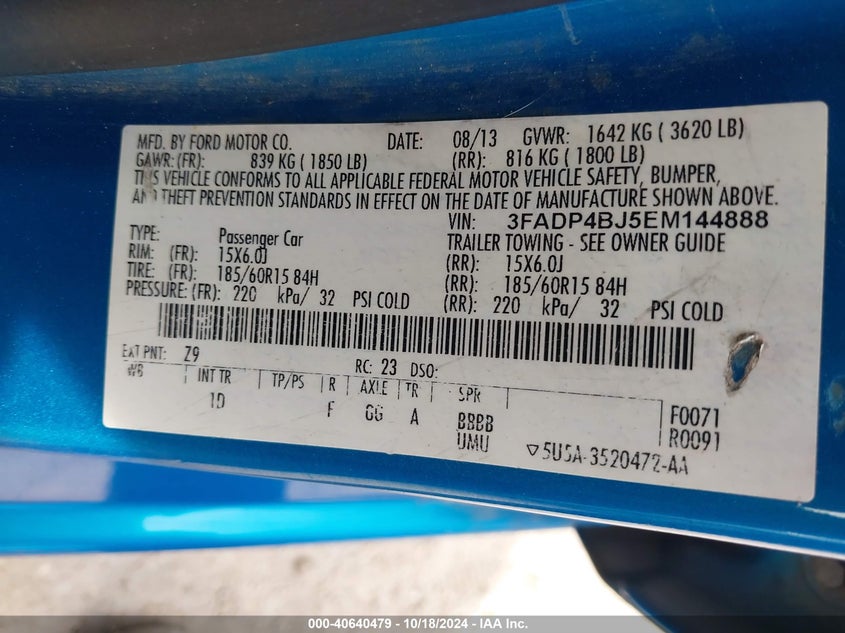 MFD. BY FORD MOTOR CO. DATE: 08/13 GVWR: 1642 KG ( 3620 LB)
GAWR: (FR): 839 KG ( 1850 LB) (RR): 816 KG ( 1800 LB)
THIS VEHICLE CONFORMS TO ALL APPLICABLE FEDERAL MOTOR VEHICLE SAFETY, BUMPER,
AND THEFT PREVENTION STANDARDS IN EFFECT ON THE DATE OF MANUFACTURE SHOWN ABOVE.
VIN: 3FADP4BJ5EM144888
TYPE: Passenger Car TRAILER TOWING - SEE OWNER GUIDE
RIM: (FR): 15X6.0J (RR): 15X6.0J
TIRE: (FR): 185/60R15 84H (RR): 185/60R15 84H
PRESSURE: (FR): 220 kPa/ 32 PSI COLD (RR): 220 kPa/ 32 PSI COLD
EXT PNT: Z9 RC: 23 DSO:
WB INT TR TP/PS R AXLE TR SPR
1D F GG A BBBB F0071
UMU R0091
▽5U5A-3520472-AA
000-40640479 - 10/18/2024 - IAA Inc.